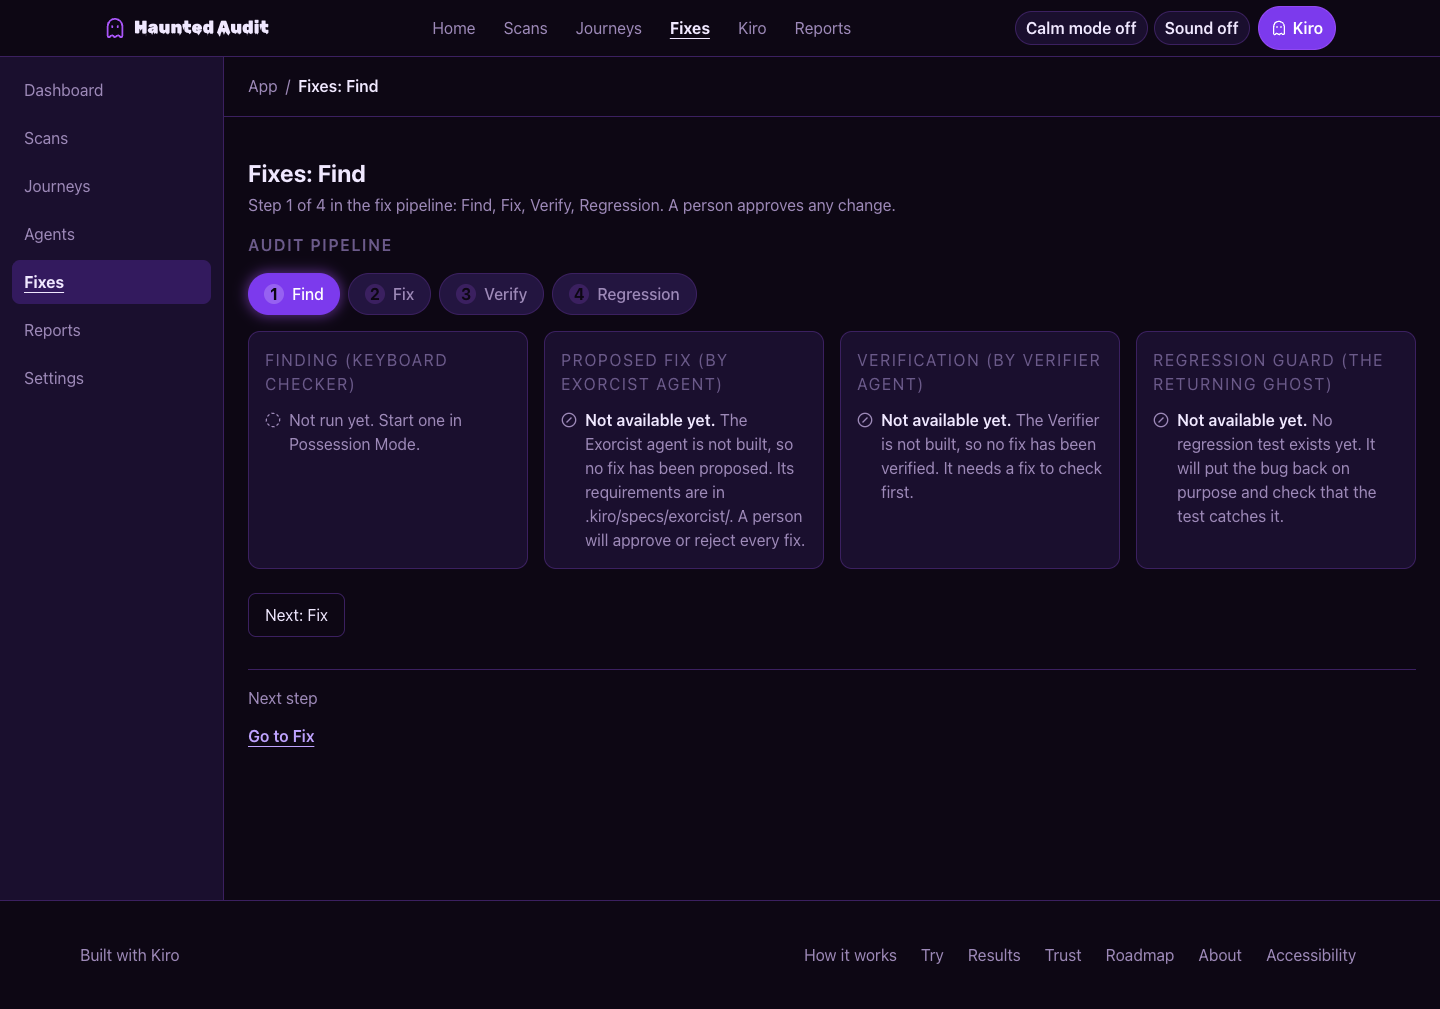 Haunted Audit
Home Scans Journeys Fixes Kiro Reports
Calm mode off Sound off Kiro
Dashboard
Scans
Journeys
Agents
Fixes
Reports
Settings
App / Fixes: Find
Fixes: Find
Step 1 of 4 in the fix pipeline: Find, Fix, Verify, Regression. A person approves any change.
AUDIT PIPELINE
1 Find 2 Fix 3 Verify 4 Regression
FINDING (KEYBOARD
CHECKER)
Not run yet. Start one in
Possession Mode.
PROPOSED FIX (BY
EXORCIST AGENT)
Not available yet. The
Exorcist agent is not built, so
no fix has been proposed. Its
requirements are in
.kiro/specs/exorcist/. A person
will approve or reject every fix.
VERIFICATION (BY VERIFIER
AGENT)
Not available yet. The Verifier
is not built, so no fix has been
verified. It needs a fix to check
first.
REGRESSION GUARD (THE
RETURNING GHOST)
Not available yet. No
regression test exists yet. It
will put the bug back on
purpose and check that the
test catches it.
Next: Fix
Next step
Go to Fix
Built with Kiro
How it works Try Results Trust Roadmap About Accessibility